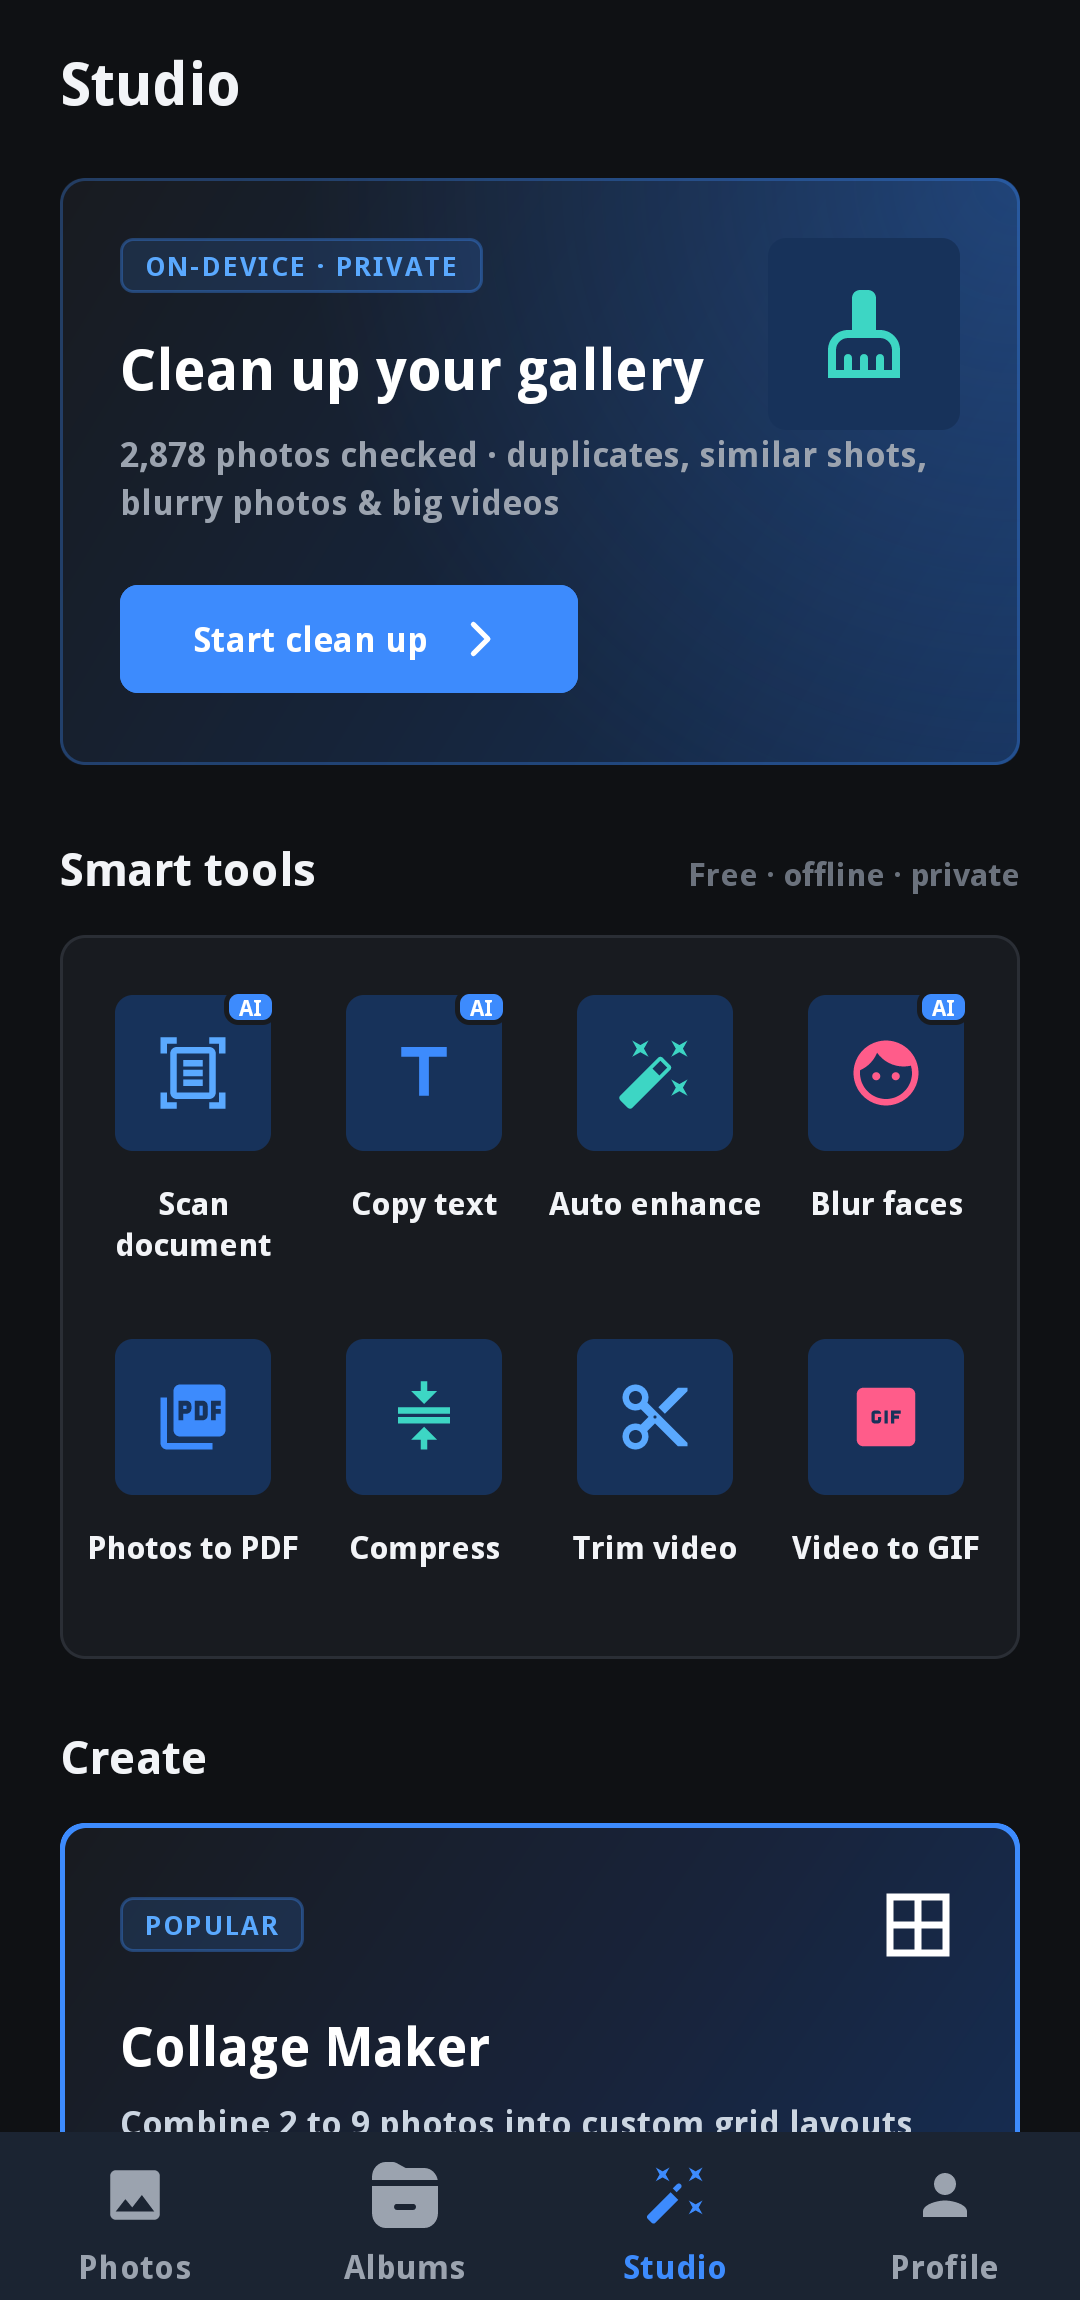 Studio
ON-DEVICE · PRIVATE
Clean up your gallery
2,878 photos checked · duplicates, similar shots,
blurry photos & big videos
Start clean up
Smart tools
Free · offline · private
AI
AI
AI
T
Scan
document
Copy text
Auto enhance
Blur faces
PDF
GIF
Photos to PDF
Compress
Trim video
Video to GIF
Create
POPULAR
Collage Maker
Combine 2 to 9 photos into custom grid layouts
Photos
Albums
Studio
Profile